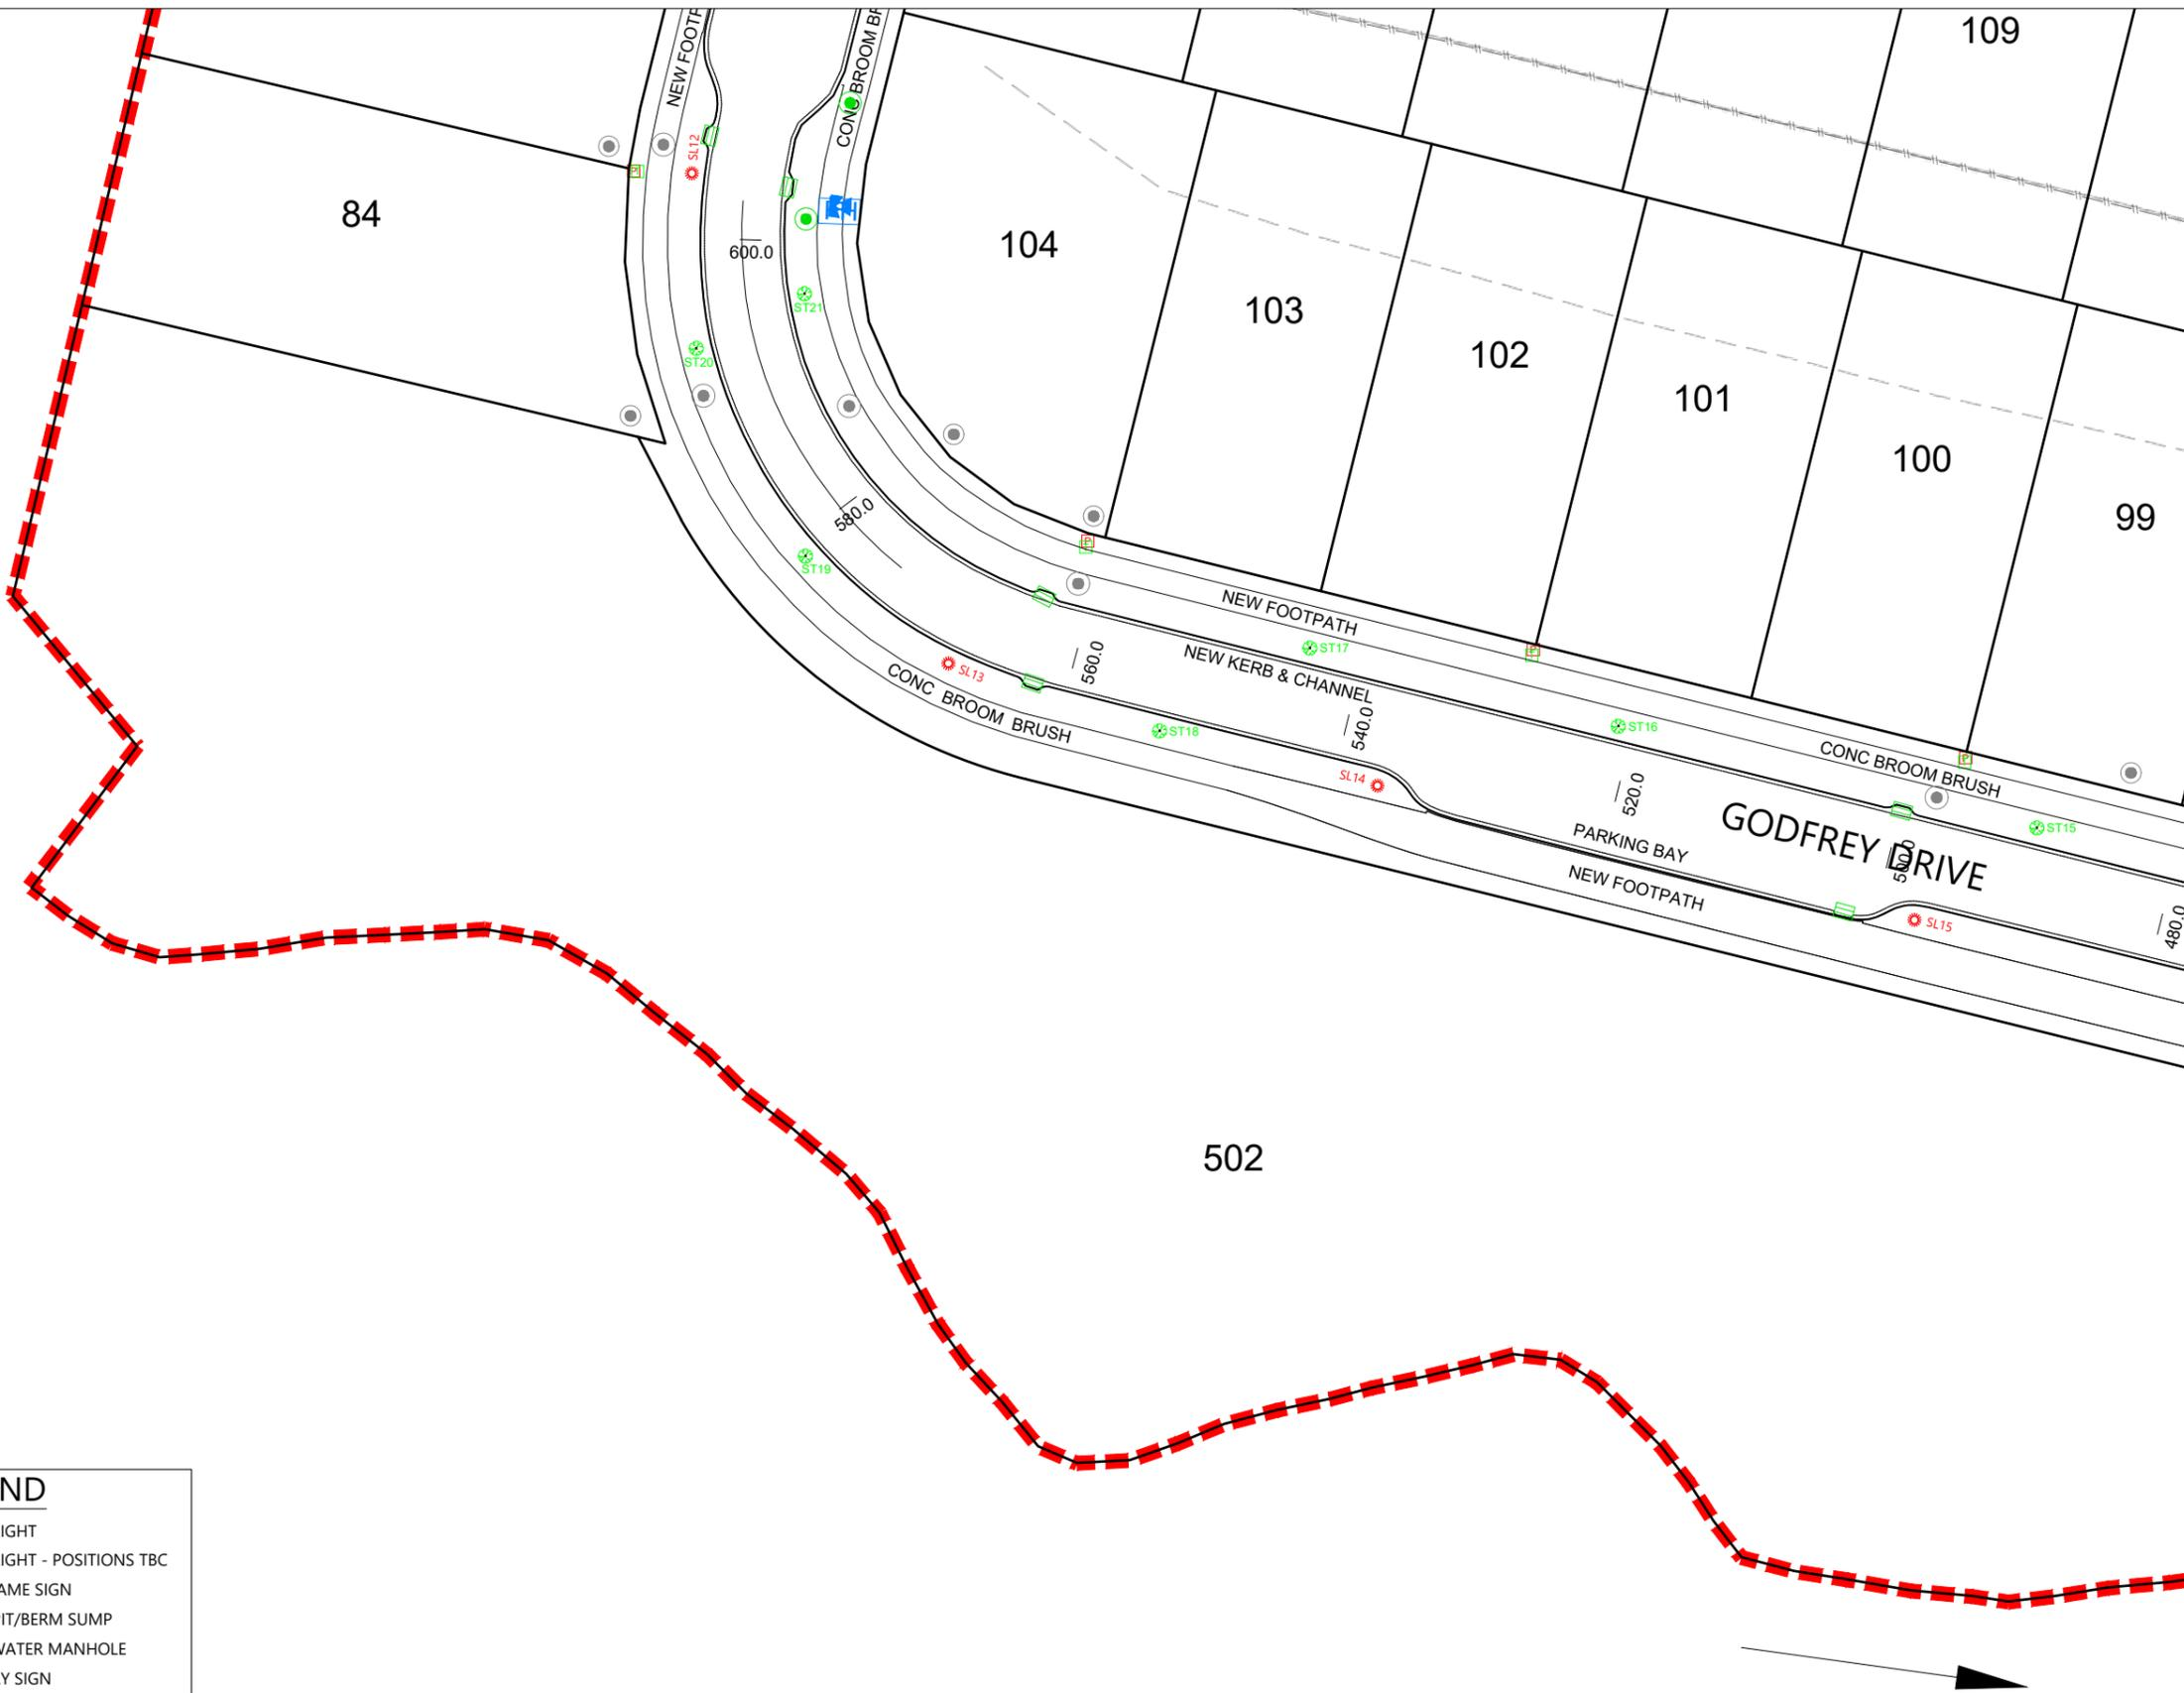 109
NEW FOOTP
CONC BROOM BR
SL12
84
104
600.0
103
ST21
ST20
102
101
100
99
580.0
ST19
NEW FOOTPATH
ST17
NEW KERB & CHANNEL
560.0
SL13
CONC BROOM BRUSH
ST18
540.0
ST16
SL14
CONC BROOM BRUSH
520.0
GODFREY DRIVE
ST15
PARKING BAY
500.0
NEW FOOTPATH
SL15
480.0
502
ND
IGHT
IGHT - POSITIONS TBC
AME SIGN
IT/BERM SUMP
WATER MANHOLE
Y SIGN
P
P
P
P